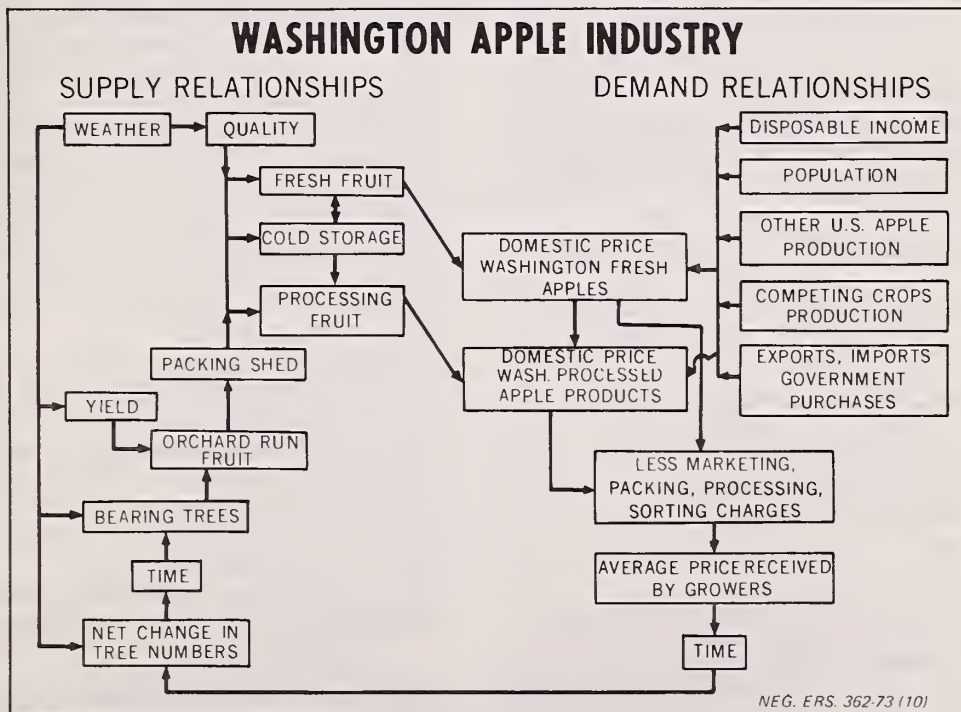 WASHINGTON APPLE INDUSTRY
SUPPLY RELATIONSHIPS
DEMAND RELATIONSHIPS
WEATHER
QUALITY
FRESH FRUIT
COLD STORAGE
PROCESSING
FRUIT
PACKING SHED
YIELD
ORCHARD RUN
FRUIT
BEARING TREES
TIME
NET CHANGE IN
TREE NUMBERS
DOMESTIC PRICE
WASHINGTON FRESH
APPLES
DOMESTIC PRICE
WASH. PROCESSED
APPLE PRODUCTS
DISPOSABLE INCOME
POPULATION
OTHER U.S. APPLE
PRODUCTION
COMPETING CROPS
PRODUCTION
EXPORTS, IMPORTS
GOVERNMENT
PURCHASES
LESS MARKETING,
PACKING, PROCESSING,
SORTING CHARGES
AVERAGE PRICE RECEIVED
BY GROWERS
TIME
NEG. ERS. 362-73 (10)